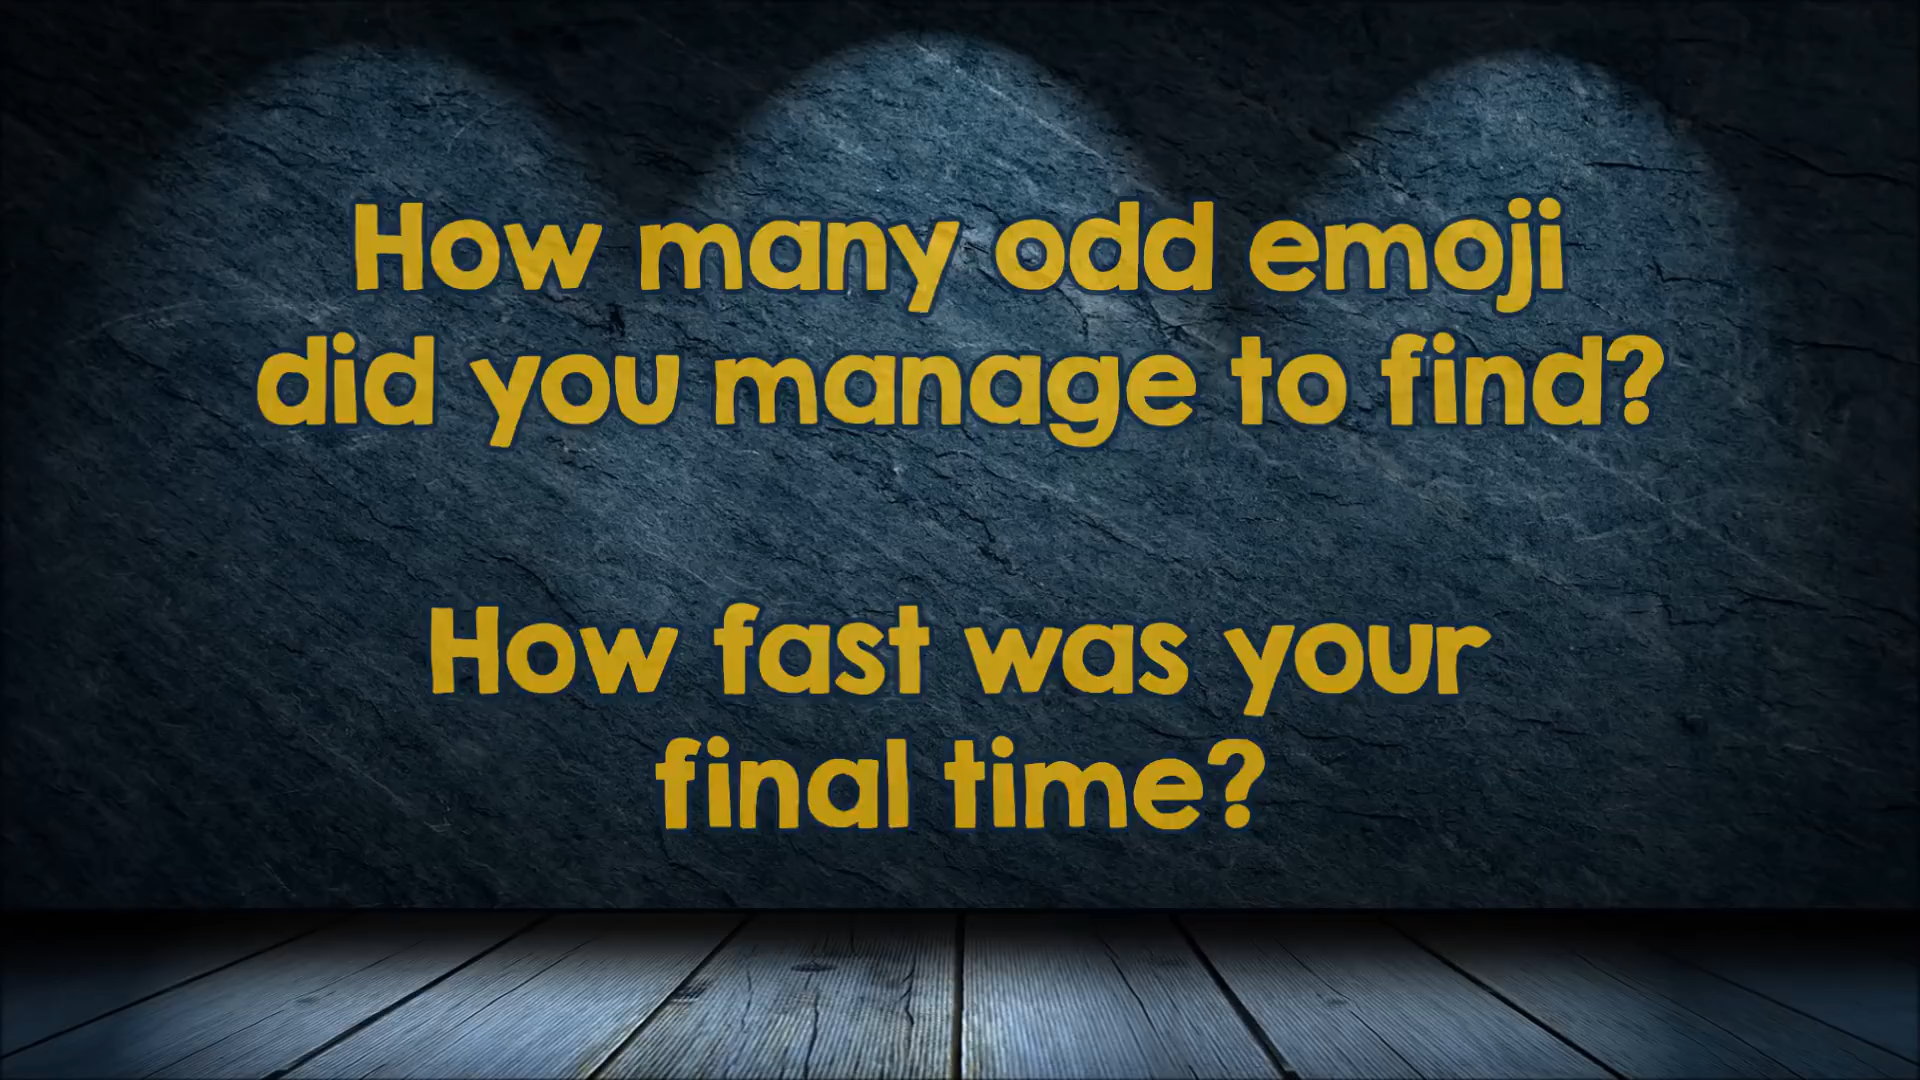 How many odd emoji
did you manage to find?
How fast was your
final time?